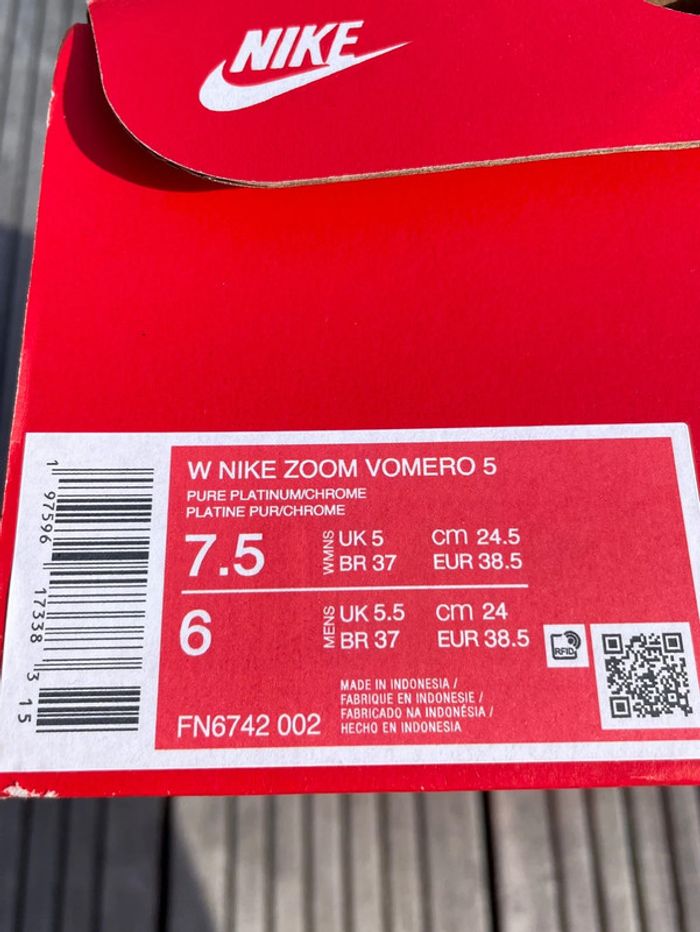 NIKE
W NIKE ZOOM VOMERO 5
PURE PLATINUM/CHROME
PLATINE PUR/CHROME
7.5 WMNS UK 5 cm 24.5
BR 37 EUR 38.5
6 MENS UK 5.5 cm 24
BR 37 EUR 38.5
RFID
MADE IN INDONESIA /
FABRIQUE EN INDONESIE /
FABRICADO NA INDONÉSIA /
HECHO EN INDONESIA
FN6742 002
1 97596 17338 3 15